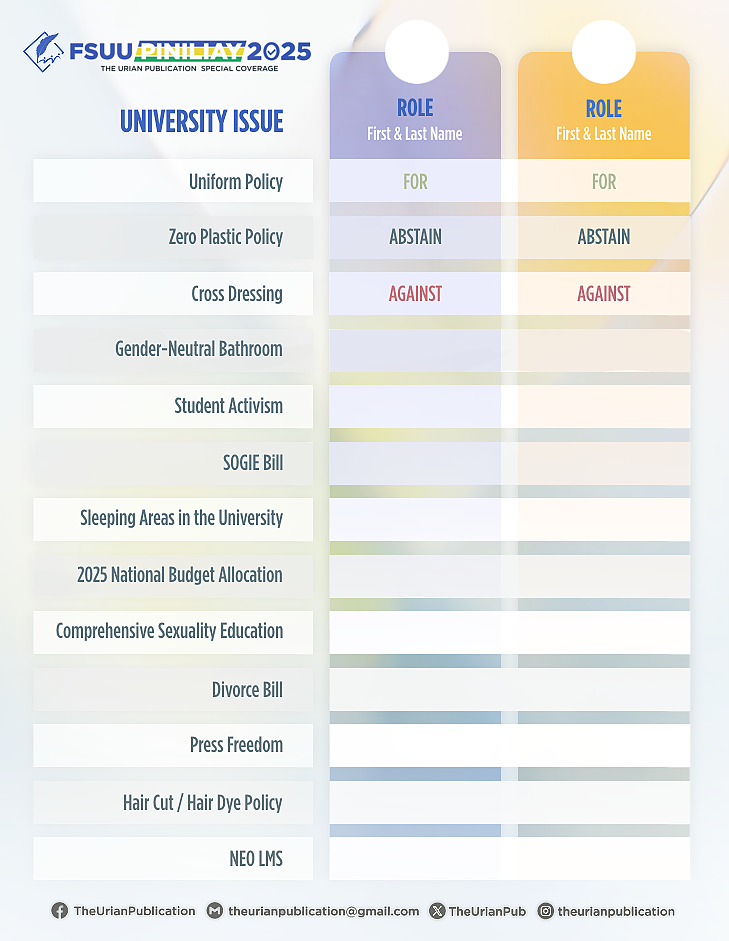 FSUU PINILIAY 2025
THE URIAN PUBLICATION SPECIAL COVERAGE
UNIVERSITY ISSUE
ROLE
First & Last Name
ROLE
First & Last Name
Uniform Policy FOR FOR
Zero Plastic Policy ABSTAIN ABSTAIN
Cross Dressing AGAINST AGAINST
Gender-Neutral Bathroom
Student Activism
SOGIE Bill
Sleeping Areas in the University
2025 National Budget Allocation
Comprehensive Sexuality Education
Divorce Bill
Press Freedom
Hair Cut / Hair Dye Policy
NEO LMS
TheUrianPublication theurianpublication@gmail.com TheUrianPub theurianpublication